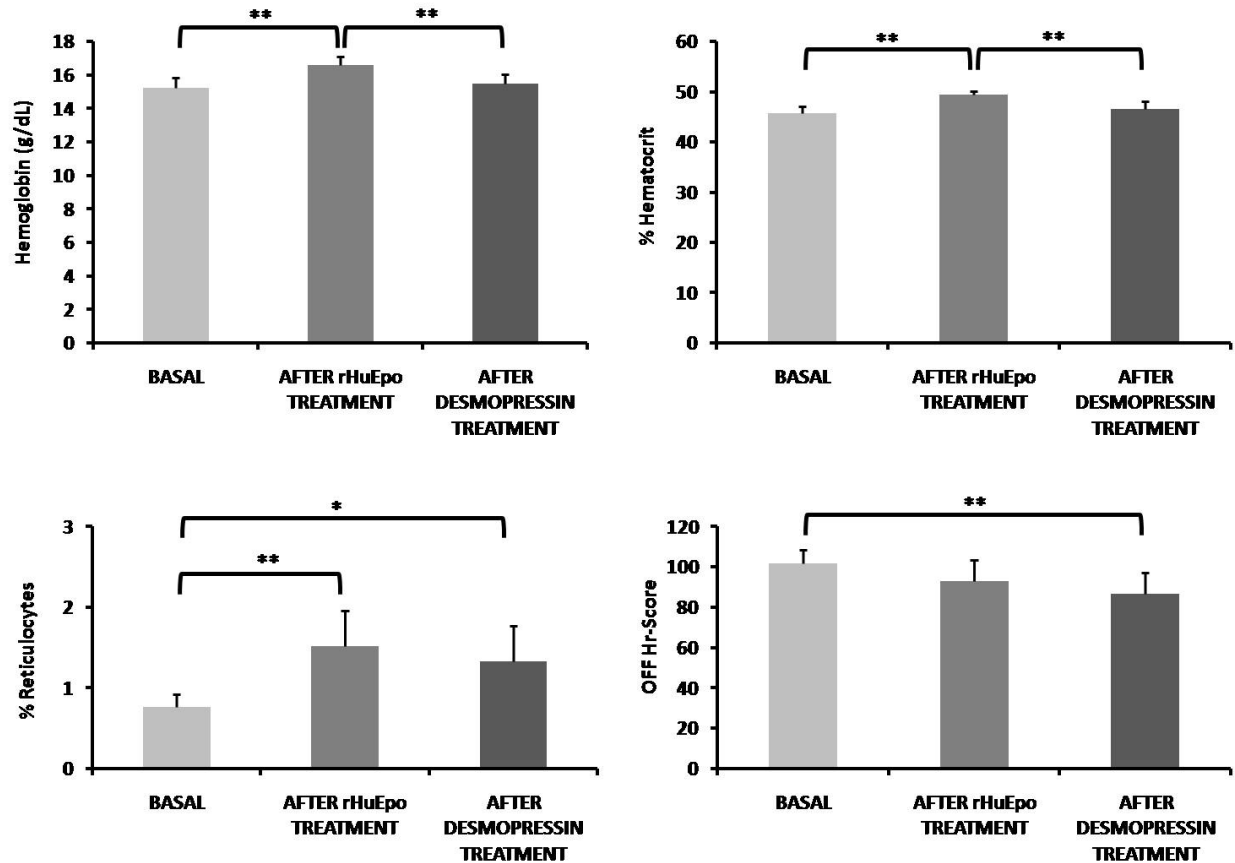 **
**
18
16
14
12
10
8
6
4
2
0
Hemoglobin (g/dL)
BASAL
AFTER rHuEpo
TREATMENT
AFTER
DESMOPRESSIN
TREATMENT
**
**
60
50
40
30
20
10
0
% Hematocrit
BASAL
AFTER rHuEpo
TREATMENT
AFTER
DESMOPRESSIN
TREATMENT
*
**
3
2
1
0
% Reticulocytes
BASAL
AFTER rHuEpo
TREATMENT
AFTER
DESMOPRESSIN
TREATMENT
**
120
100
80
60
40
20
0
OFF Hr-Score
BASAL
AFTER rHuEpo
TREATMENT
AFTER
DESMOPRESSIN
TREATMENT